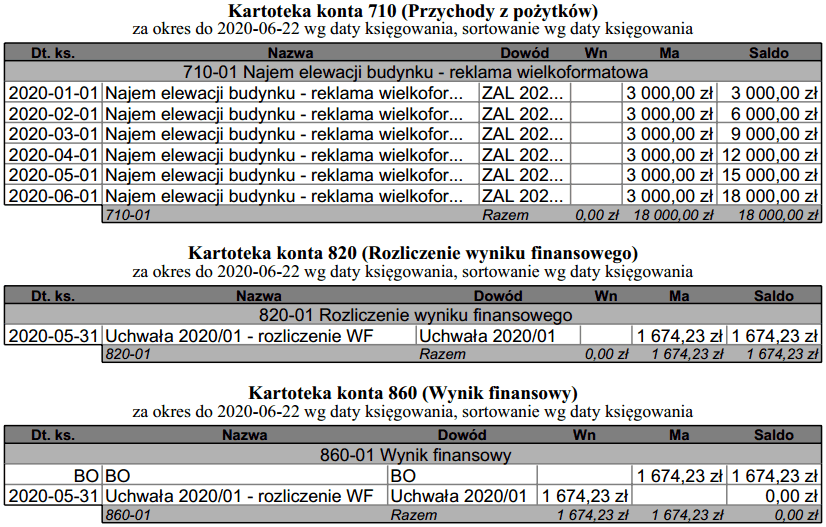 Kartoteka konta 710 (Przychody z pożytków)
za okres do 2020-06-22 wg daty księgowania, sortowanie wg daty księgowania
Dt. ks. Nazwa Dowód Wn Ma Saldo
710-01 Najem elewacji budynku - reklama wielkoformatowa
2020-01-01 Najem elewacji budynku - reklama wielkofor... ZAL 202... 3 000,00 zł 3 000,00 zł
2020-02-01 Najem elewacji budynku - reklama wielkofor... ZAL 202... 3 000,00 zł 6 000,00 zł
2020-03-01 Najem elewacji budynku - reklama wielkofor... ZAL 202... 3 000,00 zł 9 000,00 zł
2020-04-01 Najem elewacji budynku - reklama wielkofor... ZAL 202... 3 000,00 zł 12 000,00 zł
2020-05-01 Najem elewacji budynku - reklama wielkofor... ZAL 202... 3 000,00 zł 15 000,00 zł
2020-06-01 Najem elewacji budynku - reklama wielkofor... ZAL 202... 3 000,00 zł 18 000,00 zł
710-01 Razem 0,00 zł 18 000,00 zł 18 000,00 zł
Kartoteka konta 820 (Rozliczenie wyniku finansowego)
za okres do 2020-06-22 wg daty księgowania, sortowanie wg daty księgowania
Dt. ks. Nazwa Dowód Wn Ma Saldo
820-01 Rozliczenie wyniku finansowego
2020-05-31 Uchwała 2020/01 - rozliczenie WF Uchwała 2020/01 1 674,23 zł 1 674,23 zł
820-01 Razem 0,00 zł 1 674,23 zł 1 674,23 zł
Kartoteka konta 860 (Wynik finansowy)
za okres do 2020-06-22 wg daty księgowania, sortowanie wg daty księgowania
Dt. ks. Nazwa Dowód Wn Ma Saldo
860-01 Wynik finansowy
BO BO BO 1 674,23 zł 1 674,23 zł
2020-05-31 Uchwała 2020/01 - rozliczenie WF Uchwała 2020/01 1 674,23 zł 0,00 zł
860-01 Razem 1 674,23 zł 1 674,23 zł 0,00 zł